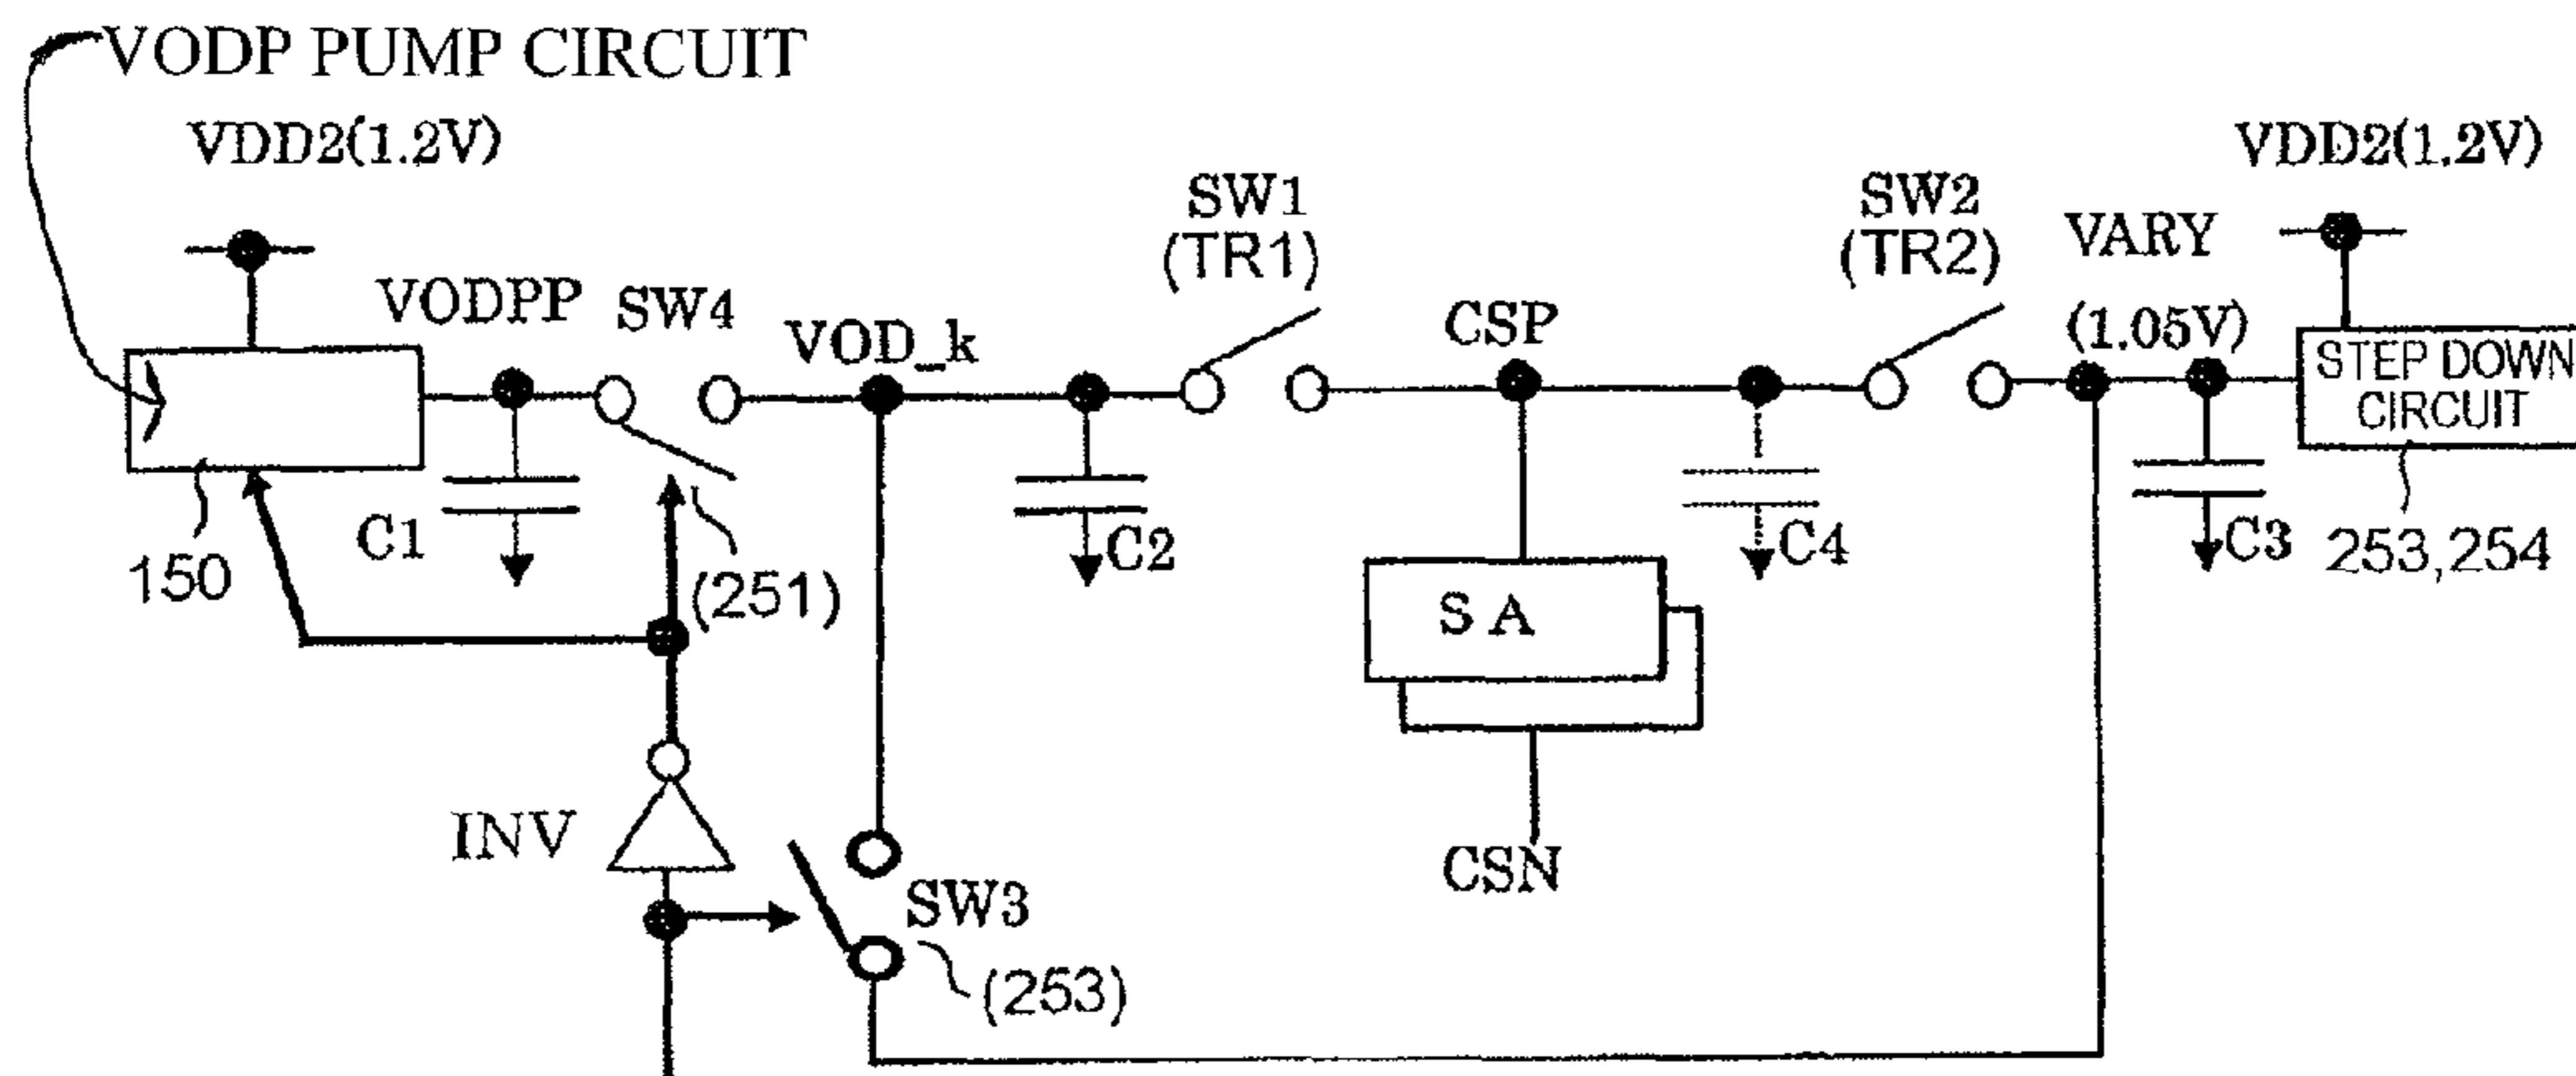 VODP PUMP CIRCUIT
VDD2(1.2V)
VDD2(1.2V)
SW1
(TR1)
SW2
(TR2)
VARY
(1.05V)
VODPP
SW4
VOD_k
CSP
STEP DOWN
CIRCUIT
C1
C2
C4
C3
150
(251)
253,254
S A
INV
SW3
(253)
CSN